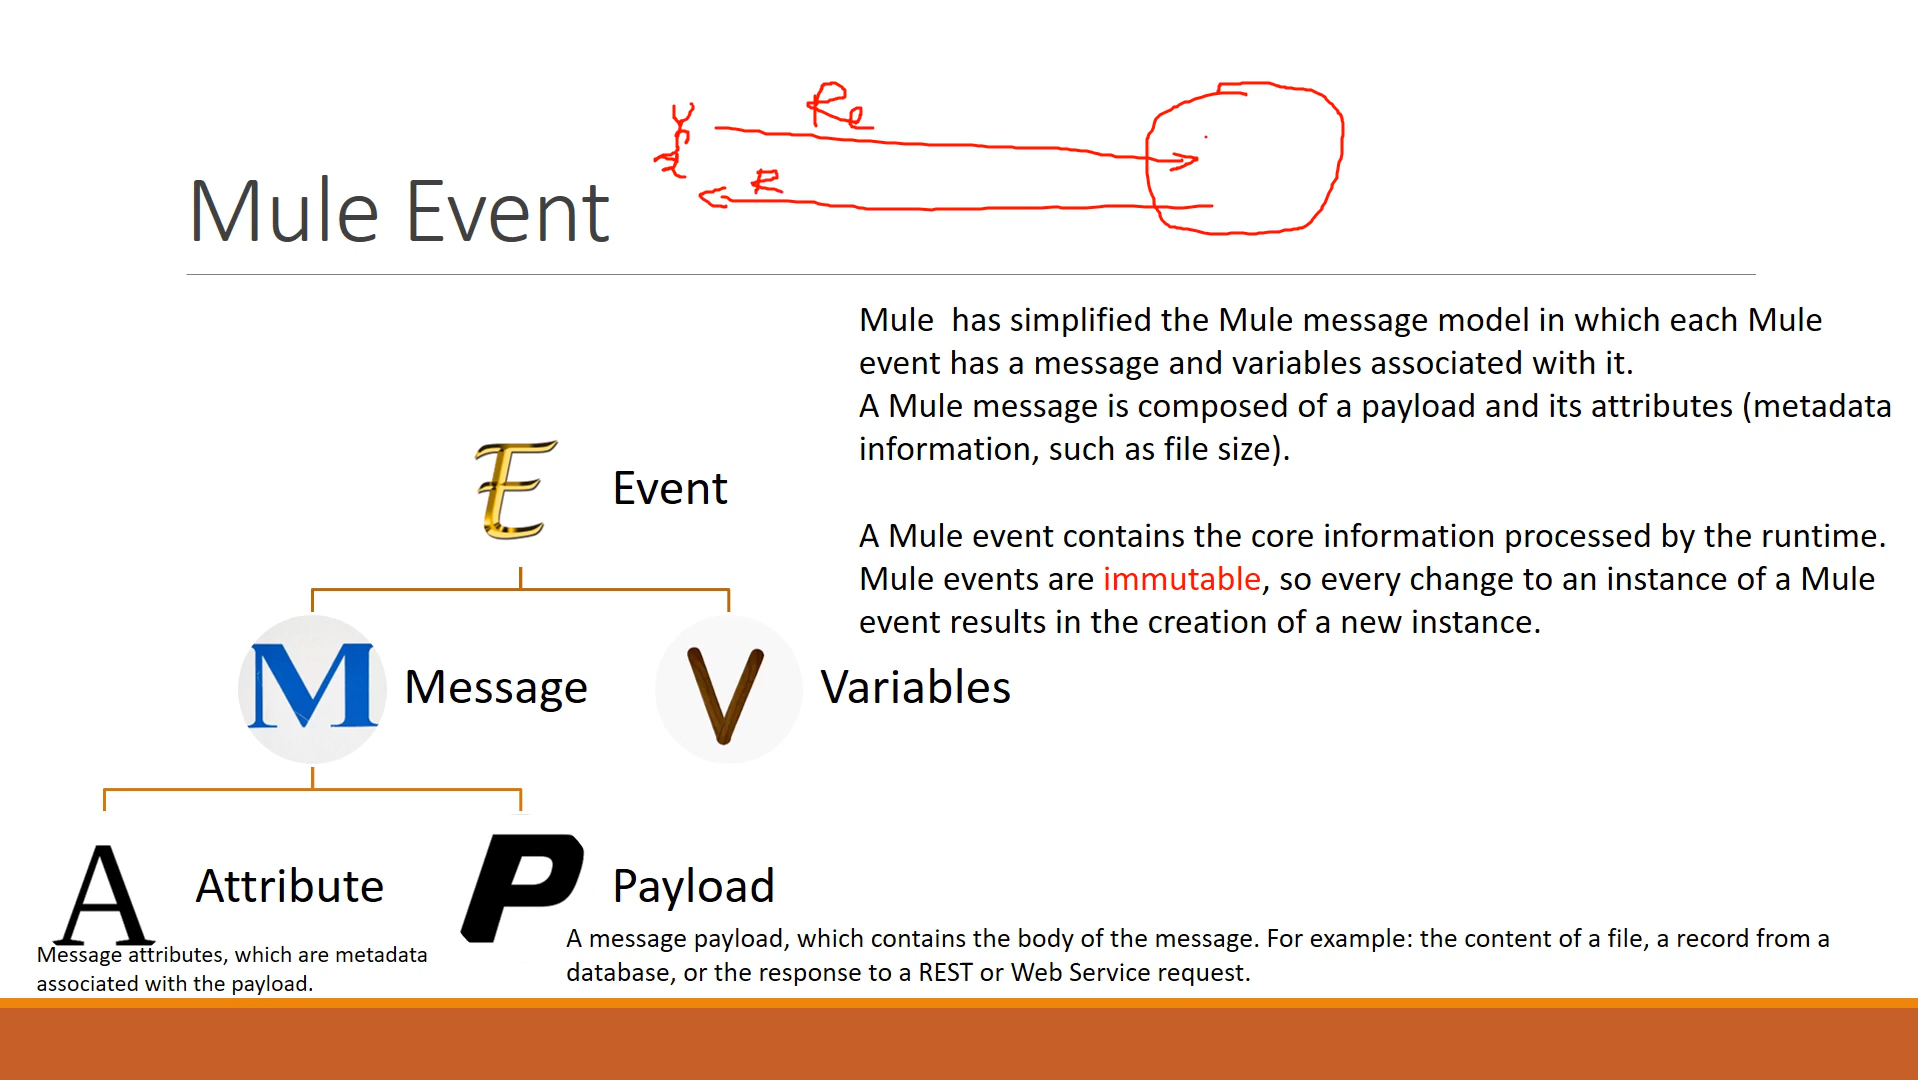 Re
R
Mule Event
Mule  has simplified the Mule message model in which each Mule
event has a message and variables associated with it.
A Mule message is composed of a payload and its attributes (metadata
information, such as file size).
A Mule event contains the core information processed by the runtime.
Mule events are immutable, so every change to an instance of a Mule
event results in the creation of a new instance.
E Event
M Message
V Variables
A Attribute
P Payload
Message attributes, which are metadata
associated with the payload.
A message payload, which contains the body of the message. For example: the content of a file, a record from a
database, or the response to a REST or Web Service request.